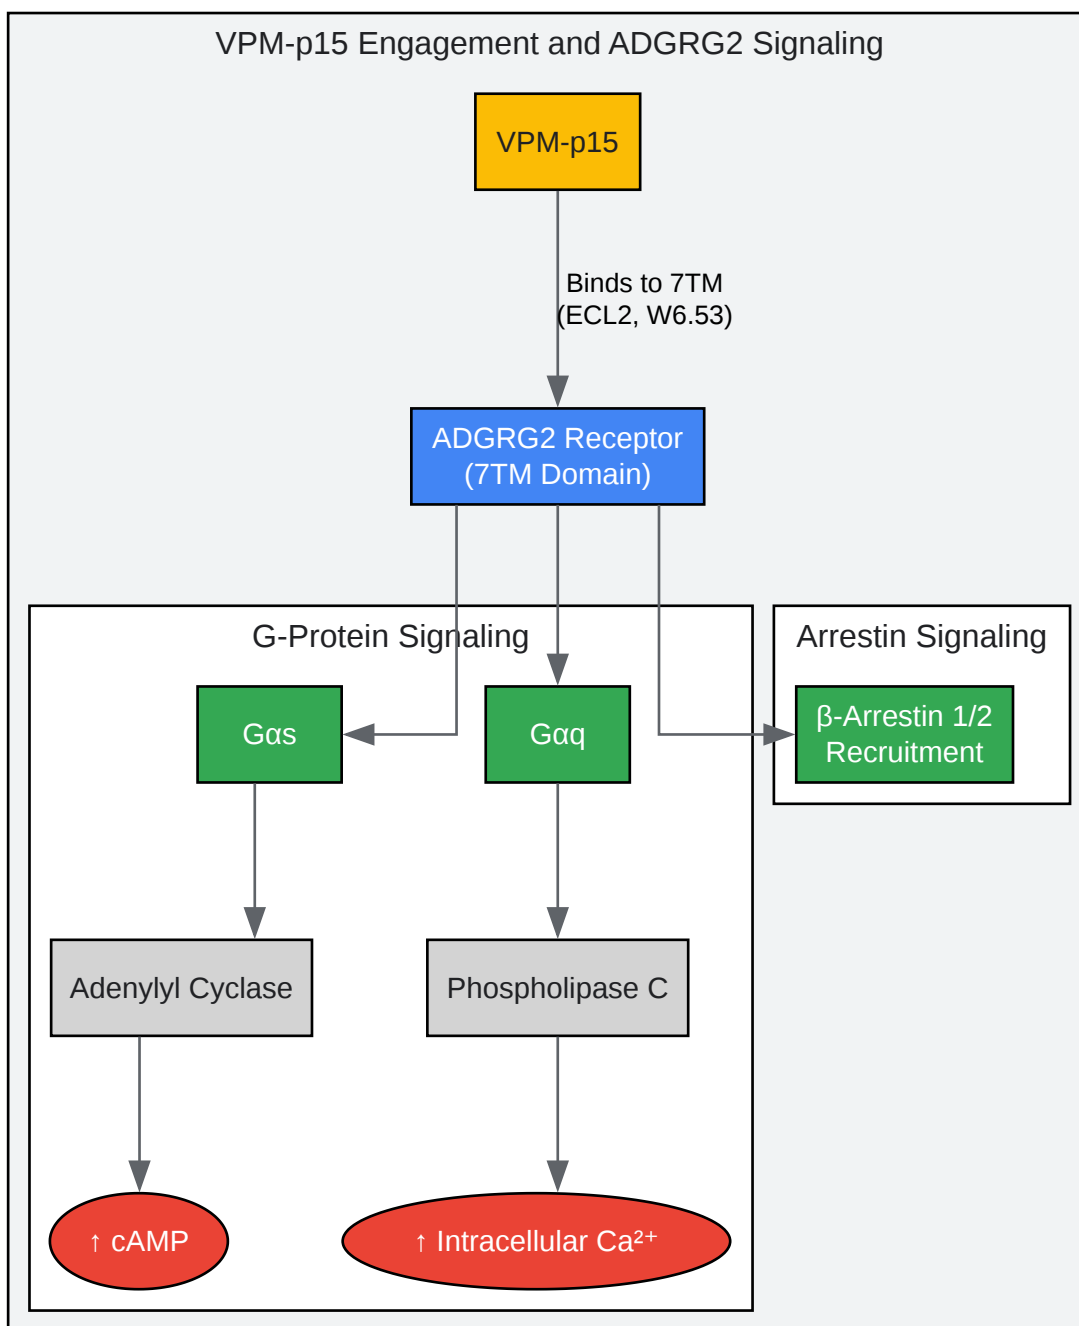 VPM-p15 Engagement and ADGRG2 Signaling
VPM-p15
Binds to 7TM
(ECL2, W6.53)
ADGRG2 Receptor
(7TM Domain)
G-Protein Signaling
Arrestin Signaling
Gαs
Gαq
β-Arrestin 1/2
Recruitment
Adenylyl Cyclase
Phospholipase C
↑ cAMP
↑ Intracellular Ca²⁺